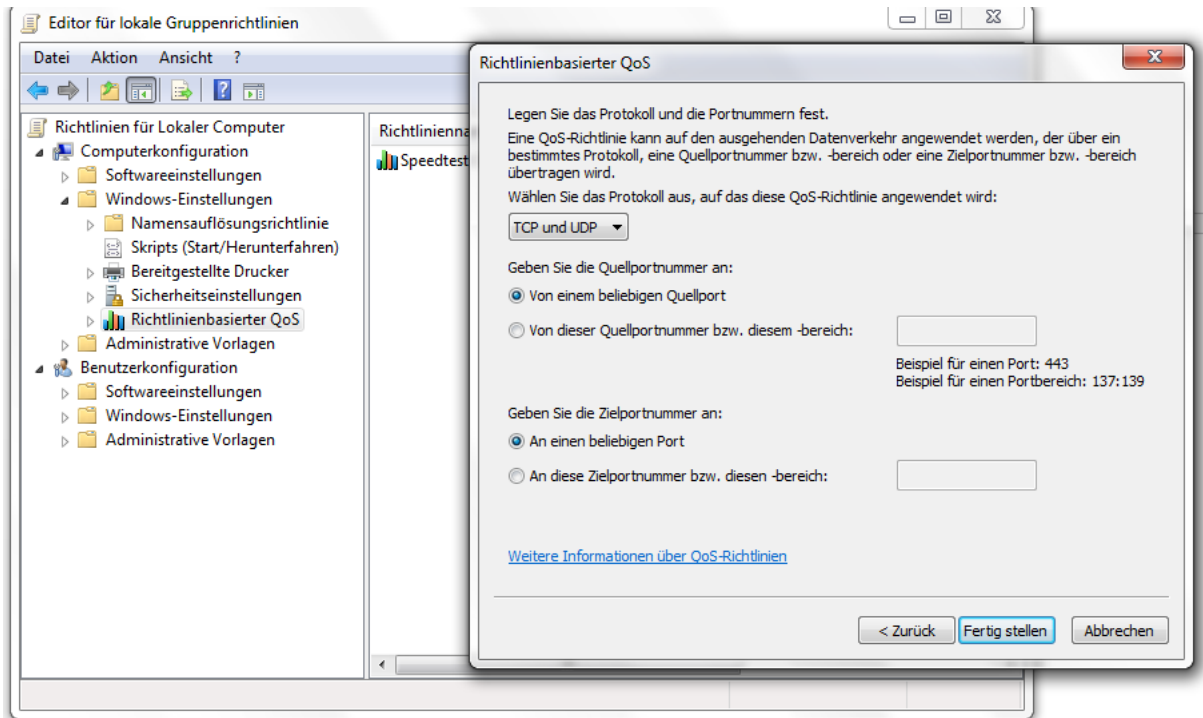 Editor für lokale Gruppenrichtlinien
Datei Aktion Ansicht ?
Richtlinien für Lokaler Computer
Computerkonfiguration
Softwareeinstellungen
Windows-Einstellungen
Namensauflösungsrichtlinie
Skripts (Start/Herunterfahren)
Bereitgestellte Drucker
Sicherheitseinstellungen
Richtlinienbasierter QoS
Administrative Vorlagen
Benutzerkonfiguration
Softwareeinstellungen
Windows-Einstellungen
Administrative Vorlagen
Richtlinienna
Speedtest
Richtlinienbasierter QoS
Legen Sie das Protokoll und die Portnummern fest.
Eine QoS-Richtlinie kann auf den ausgehenden Datenverkehr angewendet werden, der über ein
bestimmtes Protokoll, eine Quellportnummer bzw. -bereich oder eine Zielportnummer bzw. -bereich
übertragen wird.
Wählen Sie das Protokoll aus, auf das diese QoS-Richtlinie angewendet wird:
TCP und UDP
Geben Sie die Quellportnummer an:
Von einem beliebigen Quellport
Von dieser Quellportnummer bzw. diesem -bereich:
Beispiel für einen Port: 443
Beispiel für einen Portbereich: 137:139
Geben Sie die Zielportnummer an:
An einen beliebigen Port
An diese Zielportnummer bzw. diesen -bereich:
Weitere Informationen über QoS-Richtlinien
< Zurück Fertig stellen Abbrechen